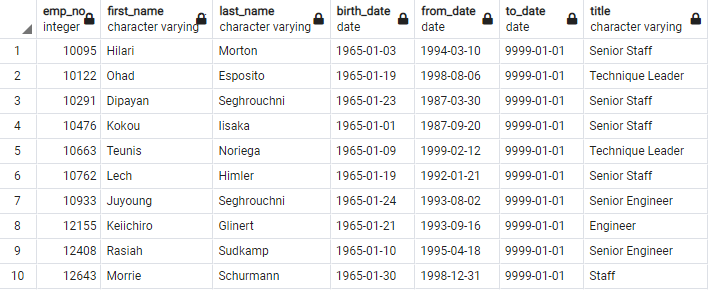 emp_no first_name last_name birth_date from_date to_date title
integer character varying character varying date date date character varying
1 10095 Hilari Morton 1965-01-03 1994-03-10 9999-01-01 Senior Staff
2 10122 Ohad Esposito 1965-01-19 1998-08-06 9999-01-01 Technique Leader
3 10291 Dipayan Seghrouchni 1965-01-23 1987-03-30 9999-01-01 Senior Staff
4 10476 Kokou Iisaka 1965-01-01 1987-09-20 9999-01-01 Senior Staff
5 10663 Teunis Noriega 1965-01-09 1999-02-12 9999-01-01 Technique Leader
6 10762 Lech Himler 1965-01-19 1992-01-21 9999-01-01 Senior Staff
7 10933 Juyoung Seghrouchni 1965-01-24 1993-08-02 9999-01-01 Senior Engineer
8 12155 Keiichiro Glinert 1965-01-21 1993-09-16 9999-01-01 Engineer
9 12408 Rasiah Sudkamp 1965-01-10 1995-04-18 9999-01-01 Senior Engineer
10 12643 Morrie Schurmann 1965-01-30 1998-12-31 9999-01-01 Staff